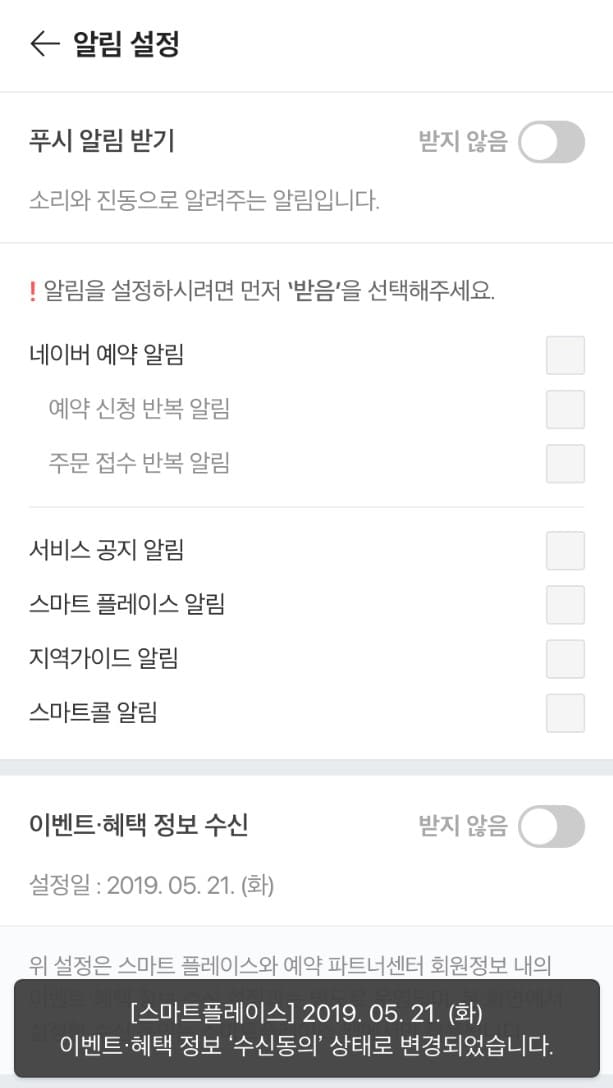 알림 설정
푸시 알림 받기
받지 않음
소리와 진동으로 알려주는 알림입니다.
! 알림을 설정하시려면 먼저 ‘받음’을 선택해주세요.
네이버 예약 알림
예약 신청 반복 알림
주문 접수 반복 알림
서비스 공지 알림
스마트 플레이스 알림
지역가이드 알림
스마트콜 알림
이벤트·혜택 정보 수신
받지 않음
설정일 : 2019. 05. 21. (화)
위 설정은 스마트 플레이스와 예약 파트너센터 회원정보 내의
[스마트플레이스] 2019. 05. 21. (화)
이벤트·혜택 정보 ‘수신동의’ 상태로 변경되었습니다.